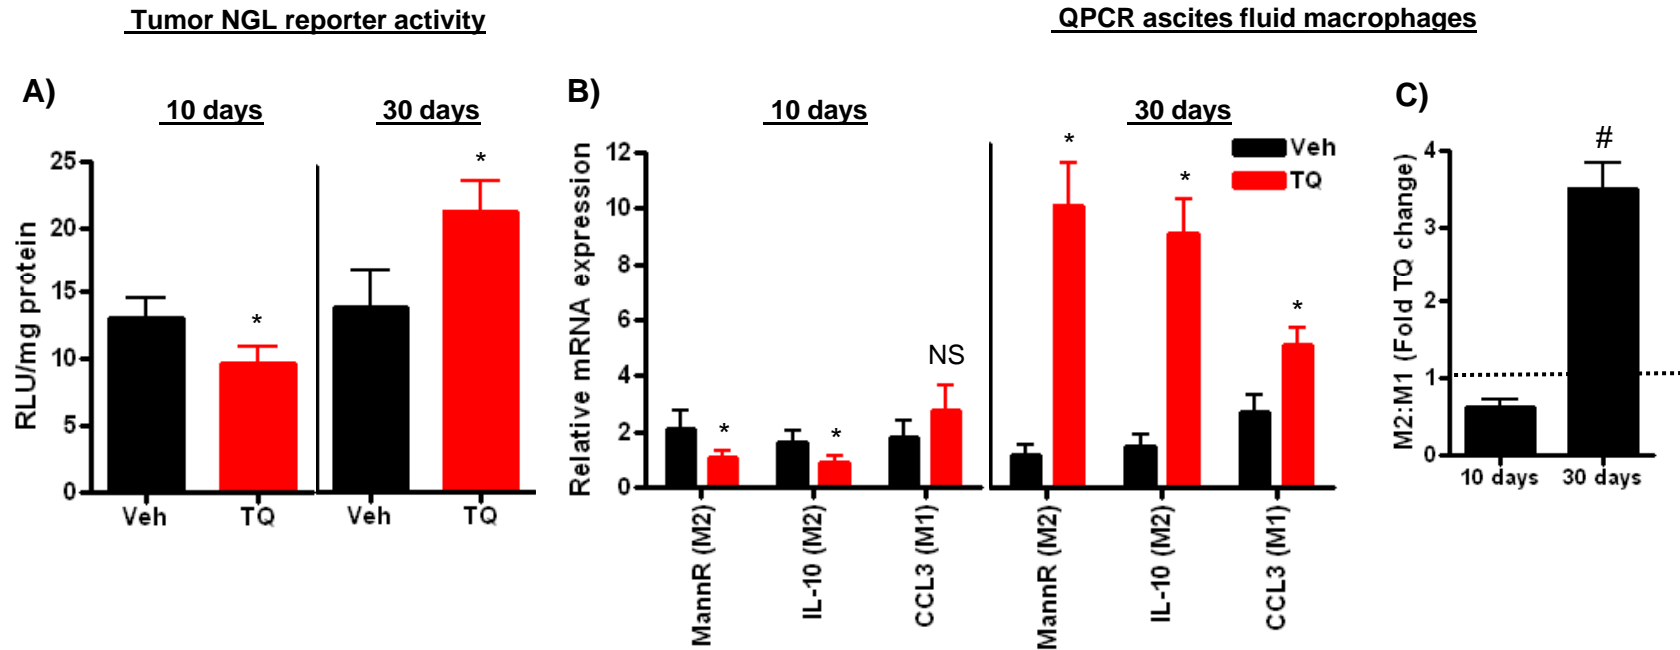 Tumor NGL reporter activity
QPCR ascites fluid macrophages
A)
10 days
30 days
RLU/mg protein
25
20
15
10
5
0
*
*
Veh
TQ
Veh
TQ
B)
10 days
30 days
Relative mRNA expression
12
10
8
6
4
2
0
*
*
NS
*
*
*
Veh
TQ
MannR (M2)
IL-10 (M2)
CCL3 (M1)
MannR (M2)
IL-10 (M2)
CCL3 (M1)
C)
M2:M1 (Fold TQ change)
4
3
2
1
0
#
10 days
30 days